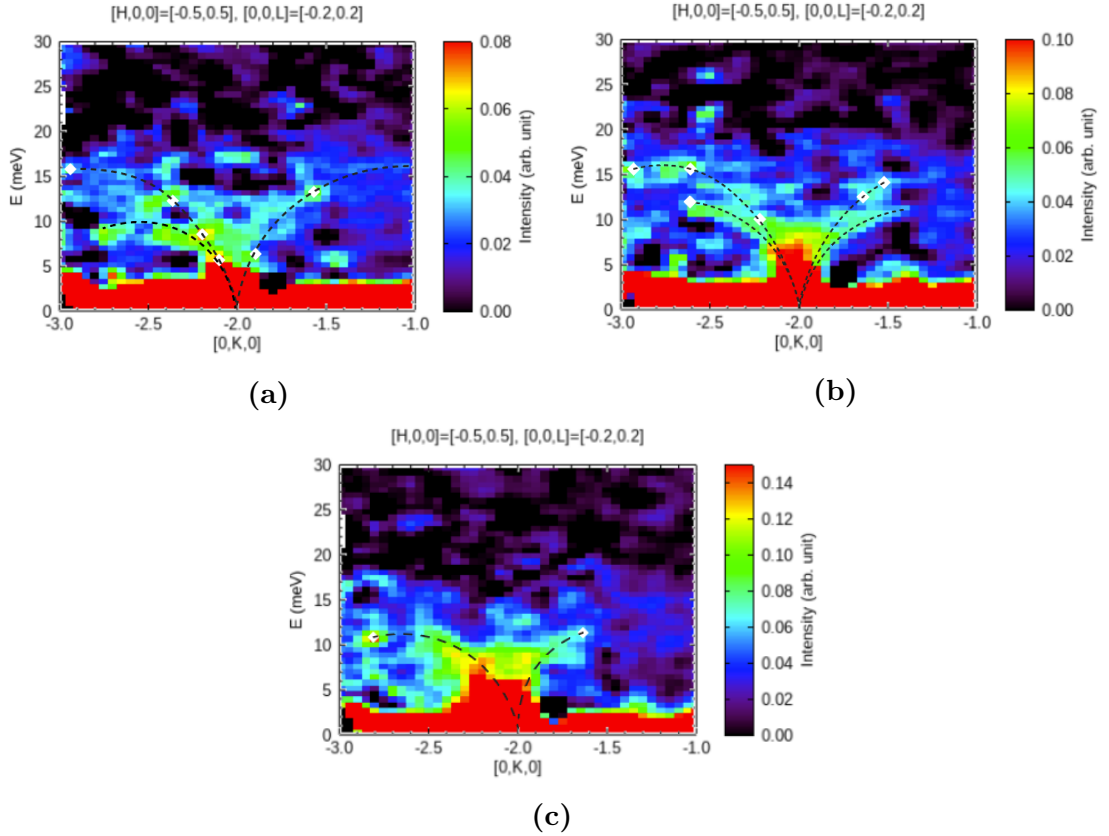 [H,0,0]=[-0.5,0.5], [0,0,L]=[-0.2,0.2]
30
25
20
15
10
5
0
E (meV)
-3.0 -2.5 -2.0 -1.5 -1.0
[0,K,0]
0.08
0.06
0.04
0.02
0.00
Intensity (arb. unit)
(a)
[H,0,0]=[-0.5,0.5], [0,0,L]=[-0.2,0.2]
30
25
20
15
10
5
0
E (meV)
-3.0 -2.5 -2.0 -1.5 -1.0
[0,K,0]
0.10
0.08
0.06
0.04
0.02
0.00
Intensity (arb. unit)
(b)
[H,0,0]=[-0.5,0.5], [0,0,L]=[-0.2,0.2]
30
25
20
15
10
5
0
E (meV)
-3.0 -2.5 -2.0 -1.5 -1.0
[0,K,0]
0.14
0.12
0.10
0.08
0.06
0.04
0.02
0.00
Intensity (arb. unit)
(c)